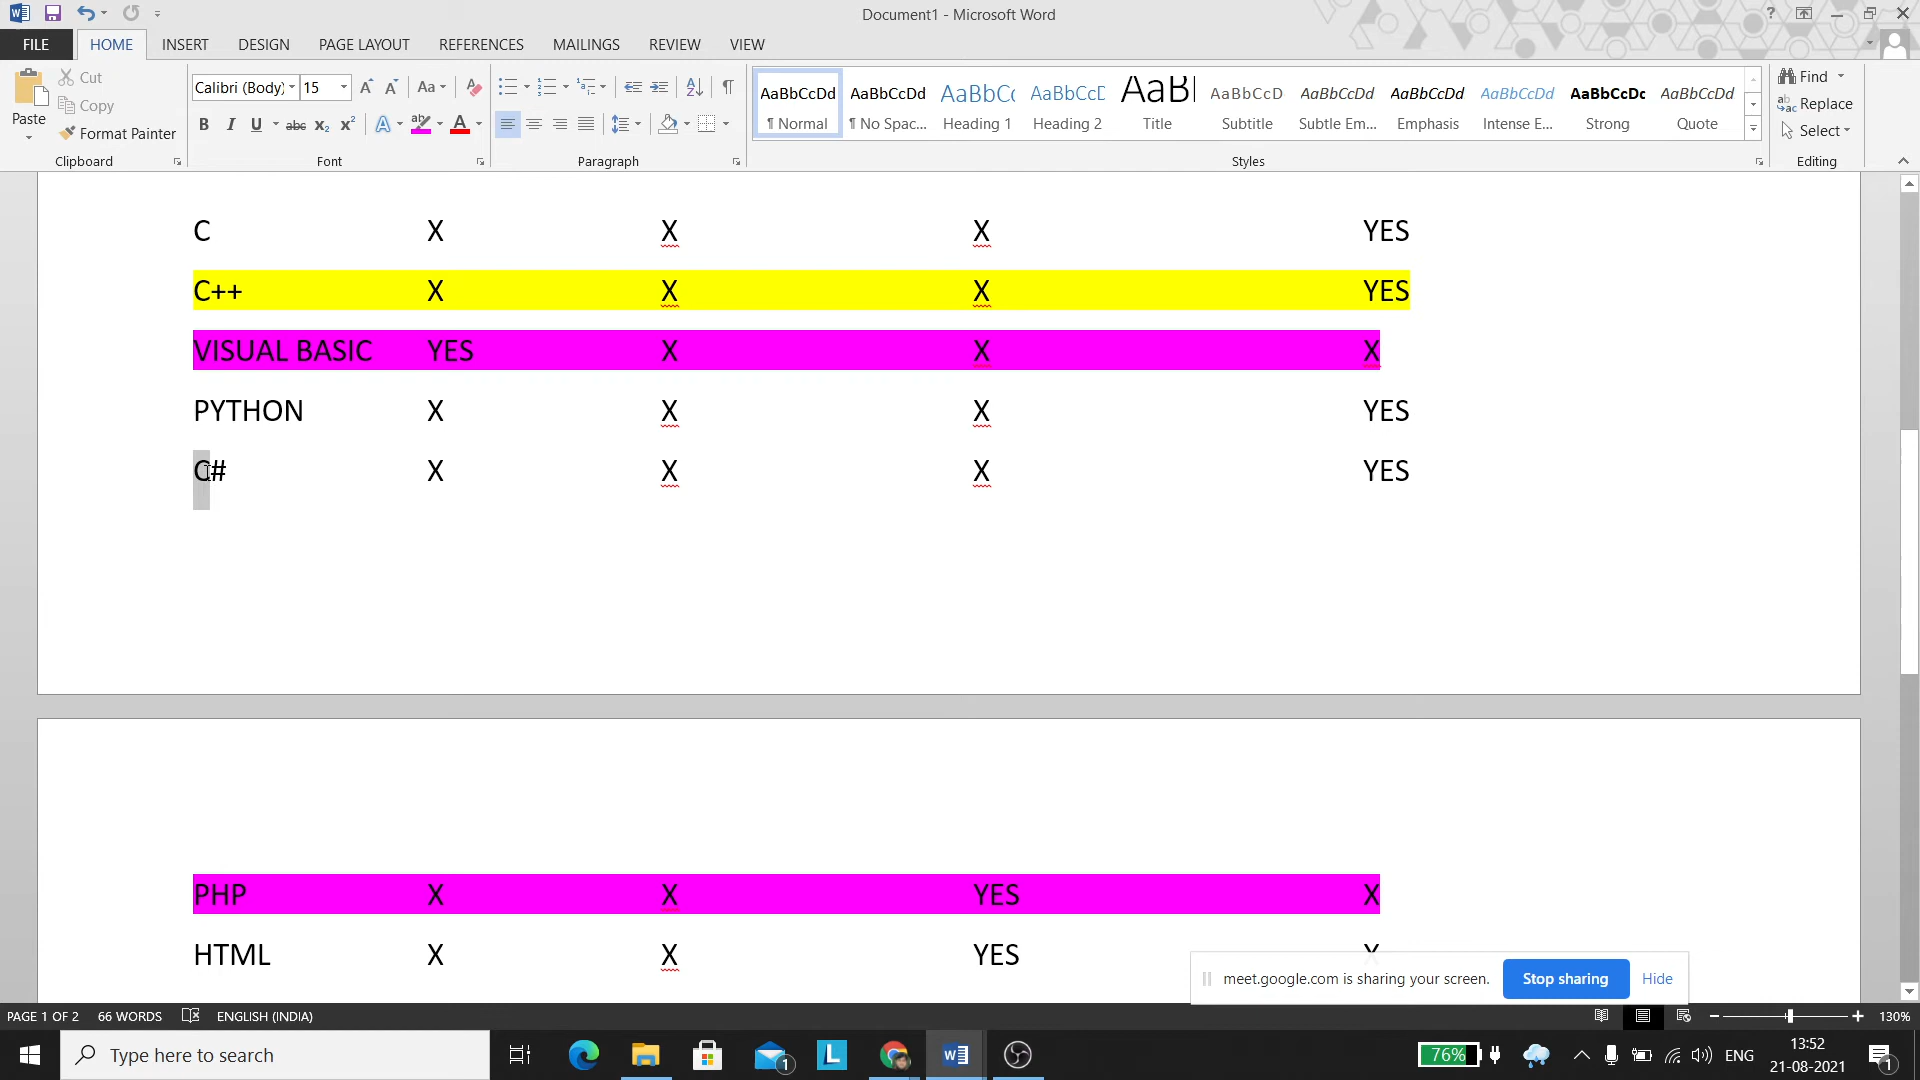 Document1 - Microsoft Word
FILE HOME INSERT DESIGN PAGE LAYOUT REFERENCES MAILINGS REVIEW VIEW
Paste
Cut
Copy
Format Painter
Clipboard
Calibri (Body) 15
Font
Paragraph
AaBbCcDd AaBbCcDd AaBbCc AaBbCcD AaBl AaBbCcD AaBbCcDd AaBbCcDd AaBbCcDd AaBbCcDc AaBbCcDd
¶ Normal ¶ No Spac... Heading 1 Heading 2 Title Subtitle Subtle Em... Emphasis Intense E... Strong Quote
Styles
Find
Replace
Select
Editing
C X X X YES
C++ X X X YES
VISUAL BASIC YES X X X
PYTHON X X X YES
C# X X X YES
PHP X X YES X
HTML X X YES X
meet.google.com is sharing your screen. Stop sharing Hide
PAGE 1 OF 2 66 WORDS ENGLISH (INDIA) 130%
Type here to search
76% ENG 13:52
21-08-2021